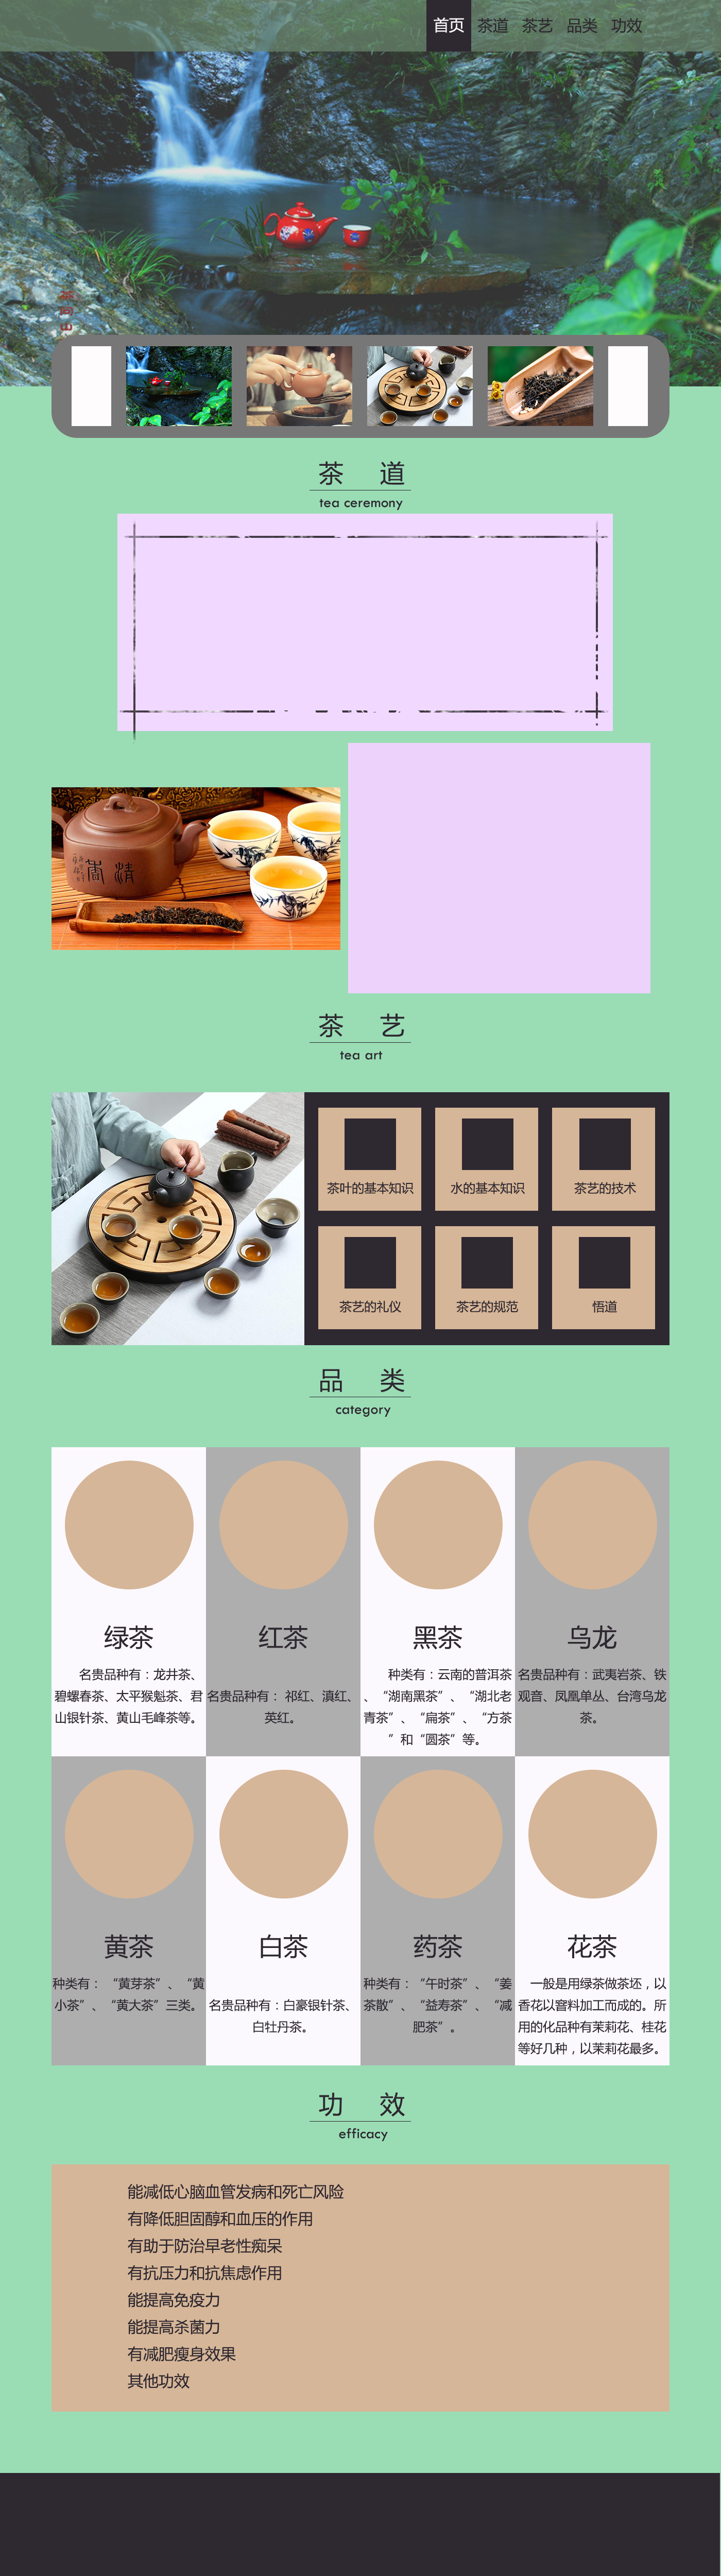 首页 茶道 茶艺 品类 功效
茶 道
tea ceremony
茶 艺
tea art
茶叶的基本知识
水的基本知识
茶艺的技术
茶艺的礼仪
茶艺的规范
悟道
品 类
category
绿茶
名贵品种有：龙井茶、
碧螺春茶、太平猴魁茶、君
山银针茶、黄山毛峰茶等。
红茶
名贵品种有： 祁红、滇红、
英红。
黑茶
种类有：云南的普洱茶
、“湖南黑茶”、“湖北老
青茶”、“扁茶”、“方茶
”和“圆茶”等。
乌龙
名贵品种有：武夷岩茶、铁
观音、凤凰单丛、台湾乌龙
茶。
黄茶
种类有： “黄芽茶”、“黄
小茶”、“黄大茶”三类。
白茶
名贵品种有：白豪银针茶、
白牡丹茶。
药茶
种类有：“午时茶”、“姜
茶散”、“益寿茶”、“减
肥茶”。
花茶
一般是用绿茶做茶坯，以
香花以窨料加工而成的。所
用的化品种有茉莉花、桂花
等好几种，以茉莉花最多。
功 效
efficacy
能减低心脑血管发病和死亡风险
有降低胆固醇和血压的作用
有助于防治早老性痴呆
有抗压力和抗焦虑作用
能提高免疫力
能提高杀菌力
有减肥瘦身效果
其他功效